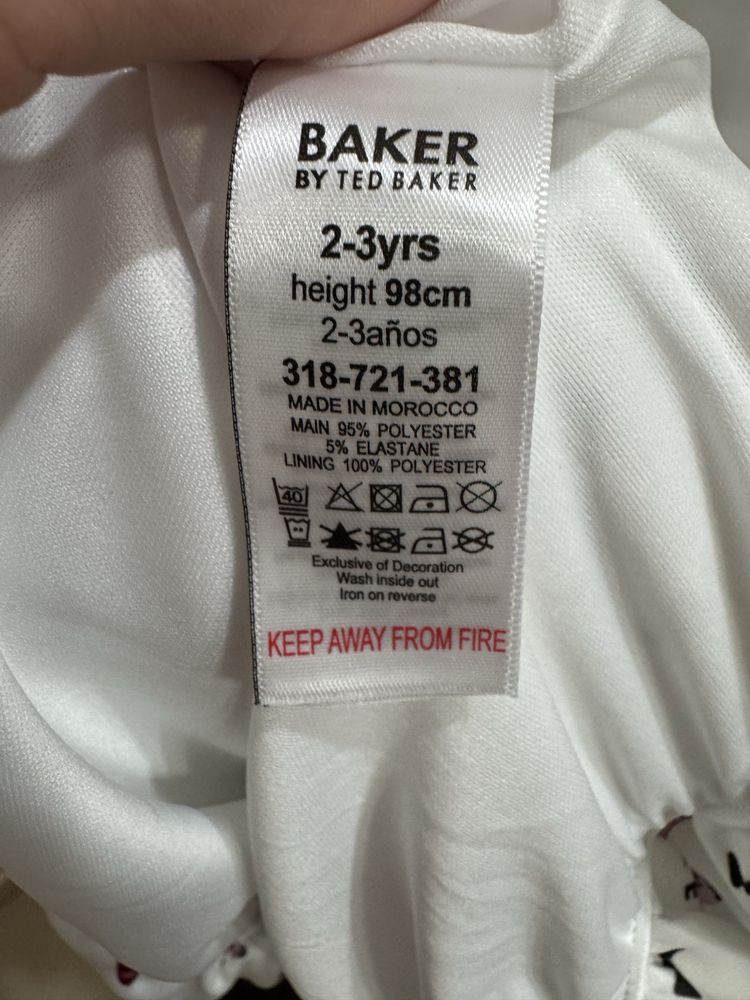 BAKER
BY TED BAKER
2-3yrs
height 98cm
2-3años
318-721-381
MADE IN MOROCCO
MAIN 95% POLYESTER
5% ELASTANE
LINING 100% POLYESTER
40
Exclusive of Decoration
Wash inside out
Iron on reverse
KEEP AWAY FROM FIRE